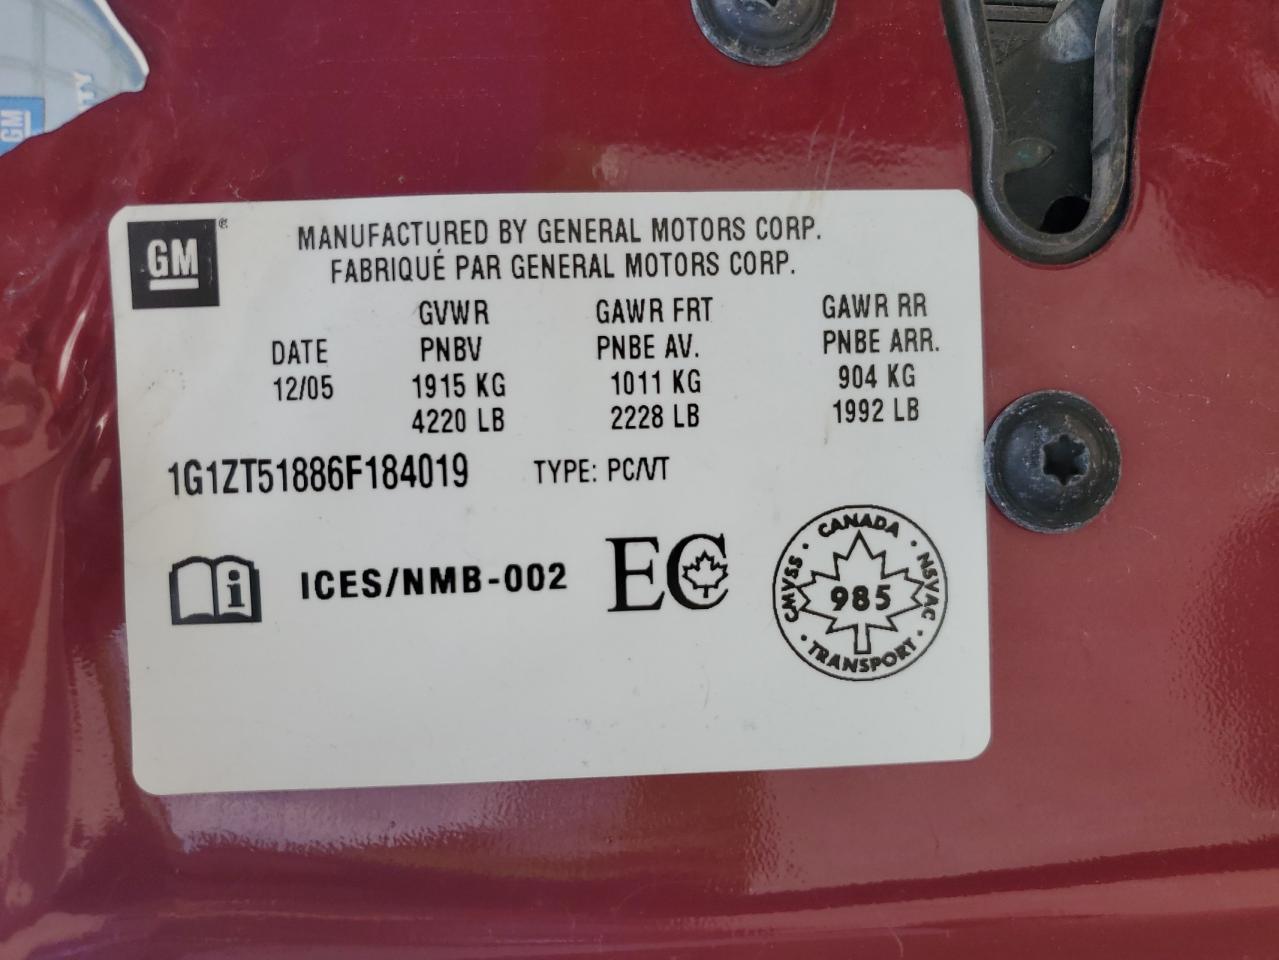 GM
TY
GM ®
MANUFACTURED BY GENERAL MOTORS CORP.
FABRIQUÉ PAR GENERAL MOTORS CORP.
GVWR GAWR FRT GAWR RR
DATE PNBV PNBE AV. PNBE ARR.
12/05 1915 KG 1011 KG 904 KG
4220 LB 2228 LB 1992 LB
1G1ZT51886F184019 TYPE: PC/VT
i ICES/NMB-002 EC
CANADA
CMVSS 985 NSVAC
TRANSPORT